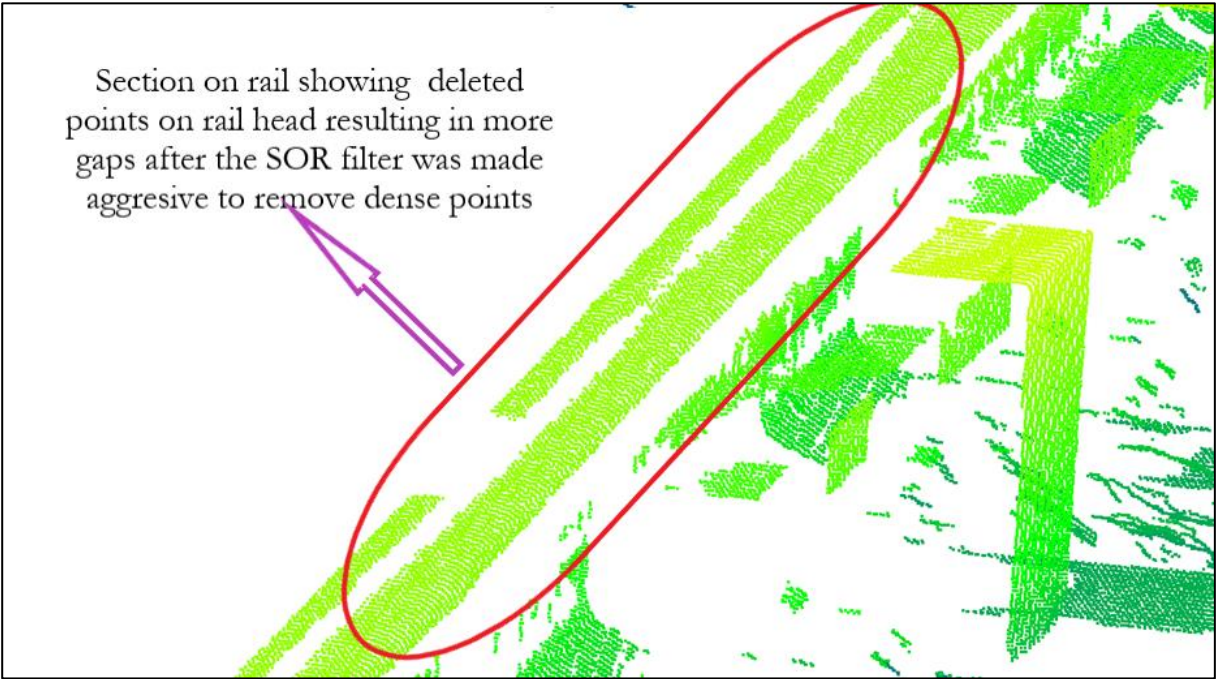 Section on rail showing deleted
points on rail head resulting in more
gaps after the SOR filter was made
aggresive to remove dense points